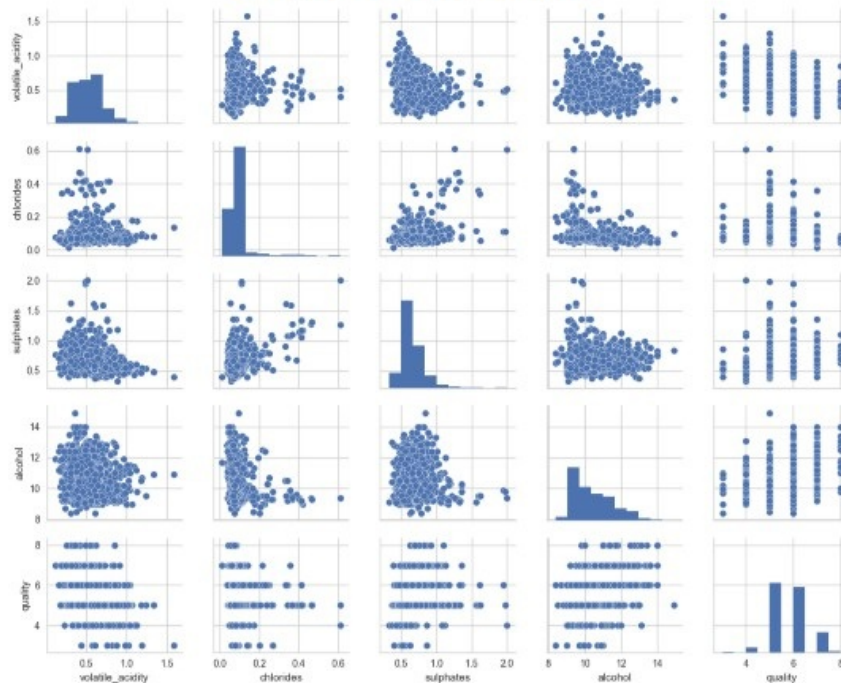 volatile_acidity
1.5
1.0
0.5
chlorides
0.6
0.4
0.2
0.0
sulphates
2.0
1.5
1.0
0.5
alcohol
14
12
10
8
quality
8
6
4
0.5 1.0 1.5
0.0 0.2 0.4 0.6
0.5 1.0 1.5 2.0
8 10 12 14
4 6 8
volatile_acidity chlorides sulphates alcohol quality